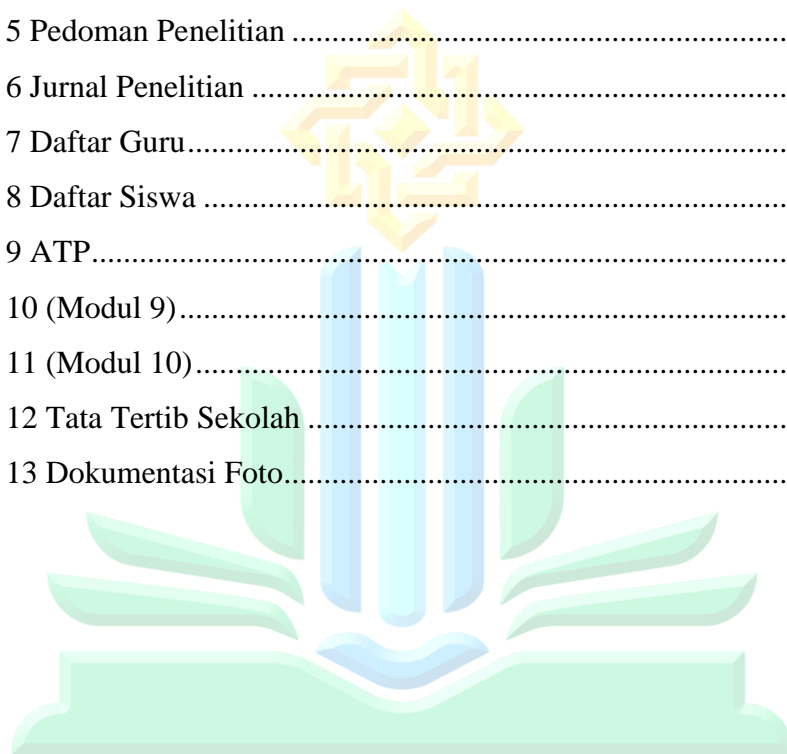 5 Pedoman Penelitian ................................................................
6 Jurnal Penelitian .....................................................................
7 Daftar Guru..............................................................................
8 Daftar Siswa ...........................................................................
9 ATP..........................................................................................
10 (Modul 9)...............................................................................
11 (Modul 10).............................................................................
12 Tata Tertib Sekolah ..............................................................
13 Dokumentasi Foto.................................................................